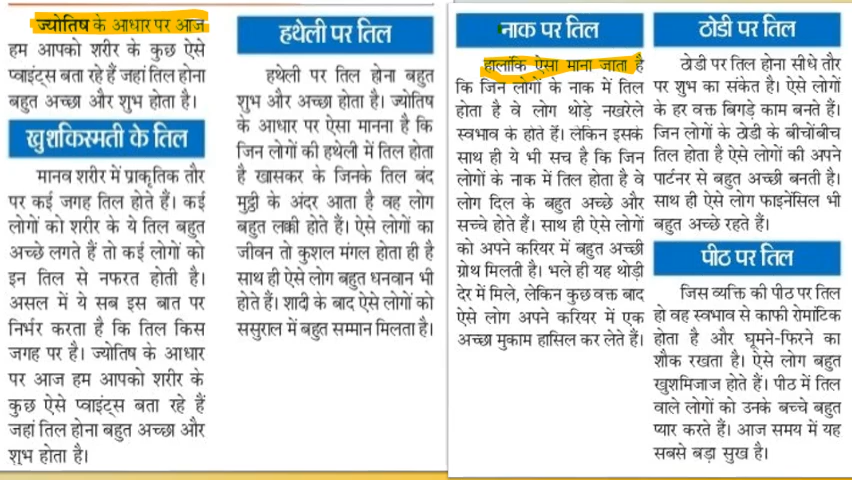 ज्योतिष के आधार पर आज
हम आपको शरीर के कुछ ऐसे
प्वाइंट्स बता रहे हैं जहां तिल होना
बहुत अच्छा और शुभ होता है।
खुशकिस्मती के तिल
मानव शरीर में प्राकृतिक तौर
पर कई जगह तिल होते हैं। कई
लोगों को शरीर के ये तिल बहुत
अच्छे लगते हैं तो कई लोगों को
इन तिल से नफरत होती है।
असल में ये सब इस बात पर
निर्भर करता है कि तिल किस
जगह पर है। ज्योतिष के आधार
पर आज हम आपको शरीर के
कुछ ऐसे प्वाइंट्स बता रहे हैं
जहां तिल होना बहुत अच्छा और
शुभ होता है।
हथेली पर तिल
हथेली पर तिल होना बहुत
शुभ और अच्छा होता है। ज्योतिष
के आधार पर ऐसा मानना है कि
जिन लोगों की हथेली में तिल होता
है खासकर के जिनके तिल बंद
मुट्ठी के अंदर आता है वह लोग
बहुत लक्की होते हैं। ऐसे लोगों का
जीवन तो कुशल मंगल होता ही है
साथ ही ऐसे लोग बहुत धनवान भी
होते हैं। शादी के बाद ऐसे लोगों को
ससुराल में बहुत सम्मान मिलता है।
नाक पर तिल
हालांकि ऐसा माना जाता है
कि जिन लोगों के नाक में तिल
होता है वे लोग थोड़े नखरेले
स्वभाव के होते हैं। लेकिन इसके
साथ ही ये भी सच है कि जिन
लोगों के नाक में तिल होता है वे
लोग दिल के बहुत अच्छे और
सच्चे होते हैं। साथ ही ऐसे लोगों
को अपने करियर में बहुत अच्छी
ग्रोथ मिलती है। भले ही यह थोड़ी
देर में मिले, लेकिन कुछ वक्त बाद
ऐसे लोग अपने करियर में एक
अच्छा मुकाम हासिल कर लेते हैं।
ठोडी पर तिल
ठोडी पर तिल होना सीधे तौर
पर शुभ का संकेत है। ऐसे लोगों
के हर वक्त बिगड़े काम बनते हैं।
जिन लोगों के ठोडी के बीचोंबीच
तिल होता है ऐसे लोगों की अपने
पार्टनर से बहुत अच्छी बनती है।
साथ ही ऐसे लोग फाइनेंसिल भी
बहुत अच्छे रहते हैं।
पीठ पर तिल
जिस व्यक्ति की पीठ पर तिल
हो वह स्वभाव से काफी रोमांटिक
होता है और घूमने-फिरने का
शौक रखता है। ऐसे लोग बहुत
खुशमिजाज होते हैं। पीठ में तिल
वाले लोगों को उनके बच्चे बहुत
प्यार करते हैं। आज समय में यह
सबसे बड़ा सुख है।